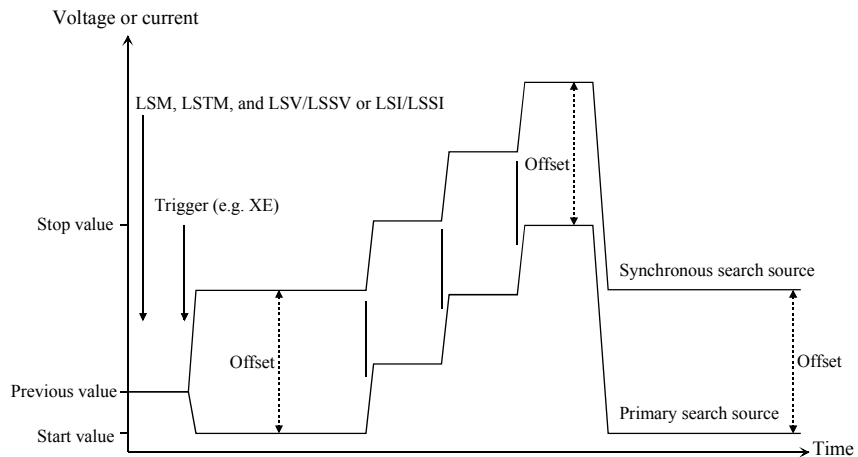 Voltage or current
LSM, LSTM, and LSV/LSSV or LSI/LSSI
Offset
Trigger (e.g. XE)
Stop value
Synchronous search source
Offset
Offset
Previous value
Primary search source
Start value
Time